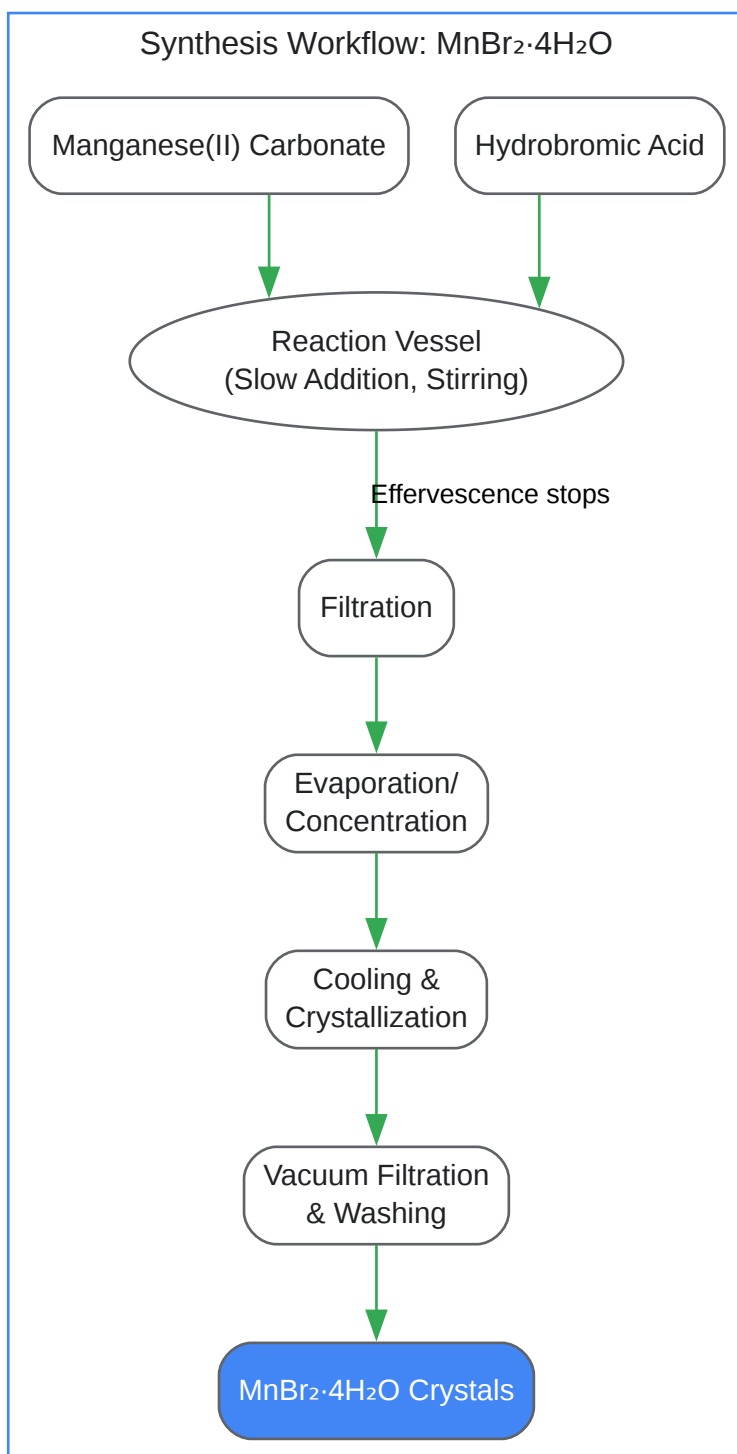 Synthesis Workflow: MnBr₂·4H₂O
Manganese(II) Carbonate
Hydrobromic Acid
Reaction Vessel
(Slow Addition, Stirring)
Effervescence stops
Filtration
Evaporation/
Concentration
Cooling &
Crystallization
Vacuum Filtration
& Washing
MnBr₂·4H₂O Crystals